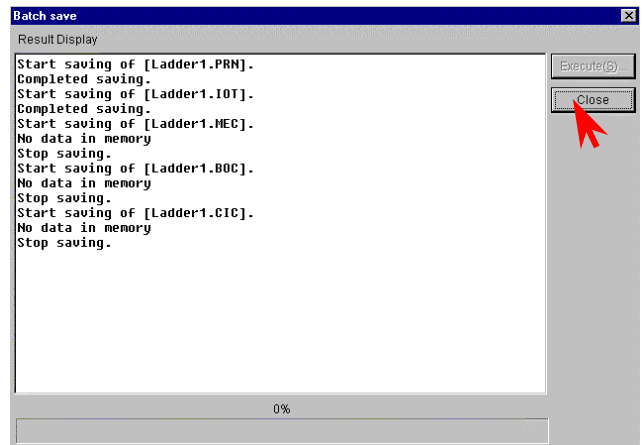 Batch save
Result Display
Start saving of [Ladder1.PRN].
Completed saving.
Start saving of [Ladder1.IOT].
Completed saving.
Start saving of [Ladder1.MEC].
No data in memory
Stop saving.
Start saving of [Ladder1.BOC].
No data in memory
Stop saving.
Start saving of [Ladder1.CIC].
No data in memory
Stop saving.
Execute(S)...
Close
0%